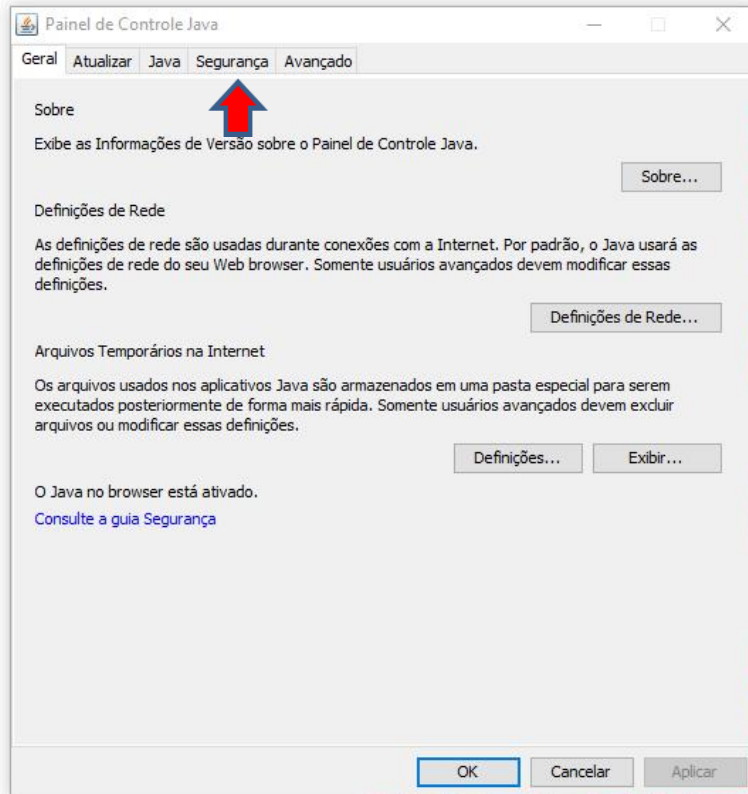 Painel de Controle Java
Geral Atualizar Java Segurança Avançado
Sobre
Exibe as Informações de Versão sobre o Painel de Controle Java.
Sobre...
Definições de Rede
As definições de rede são usadas durante conexões com a Internet. Por padrão, o Java usará as
definições de rede do seu Web browser. Somente usuários avançados devem modificar essas
definições.
Definições de Rede...
Arquivos Temporários na Internet
Os arquivos usados nos aplicativos Java são armazenados em uma pasta especial para serem
executados posteriormente de forma mais rápida. Somente usuários avançados devem excluir
arquivos ou modificar essas definições.
Definições... Exibir...
O Java no browser está ativado.
Consulte a guia Segurança
OK Cancelar Aplicar